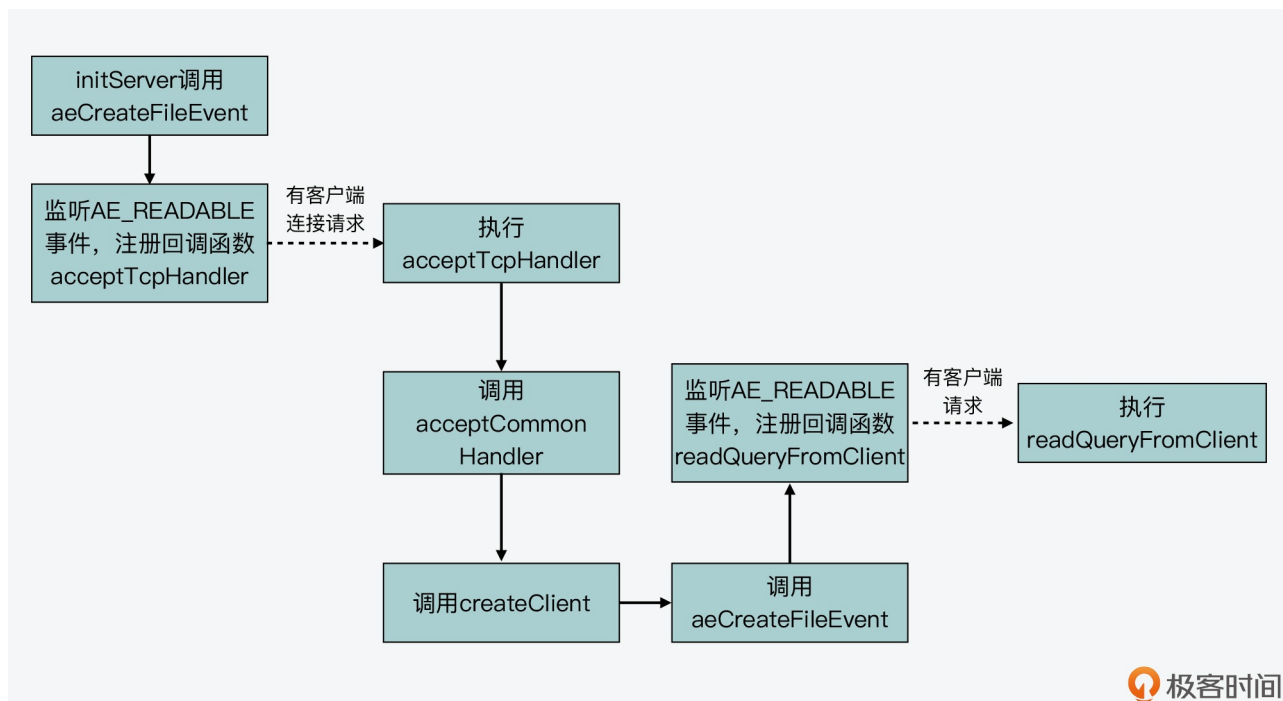 initServer调用
aeCreateFileEvent
监听AE_READABLE
事件，注册回调函数
acceptTcpHandler
有客户端
连接请求
执行
acceptTcpHandler
调用
acceptCommon
Handler
调用createClient
调用
aeCreateFileEvent
监听AE_READABLE
事件，注册回调函数
readQueryFromClient
有客户端
请求
执行
readQueryFromClient
极客时间